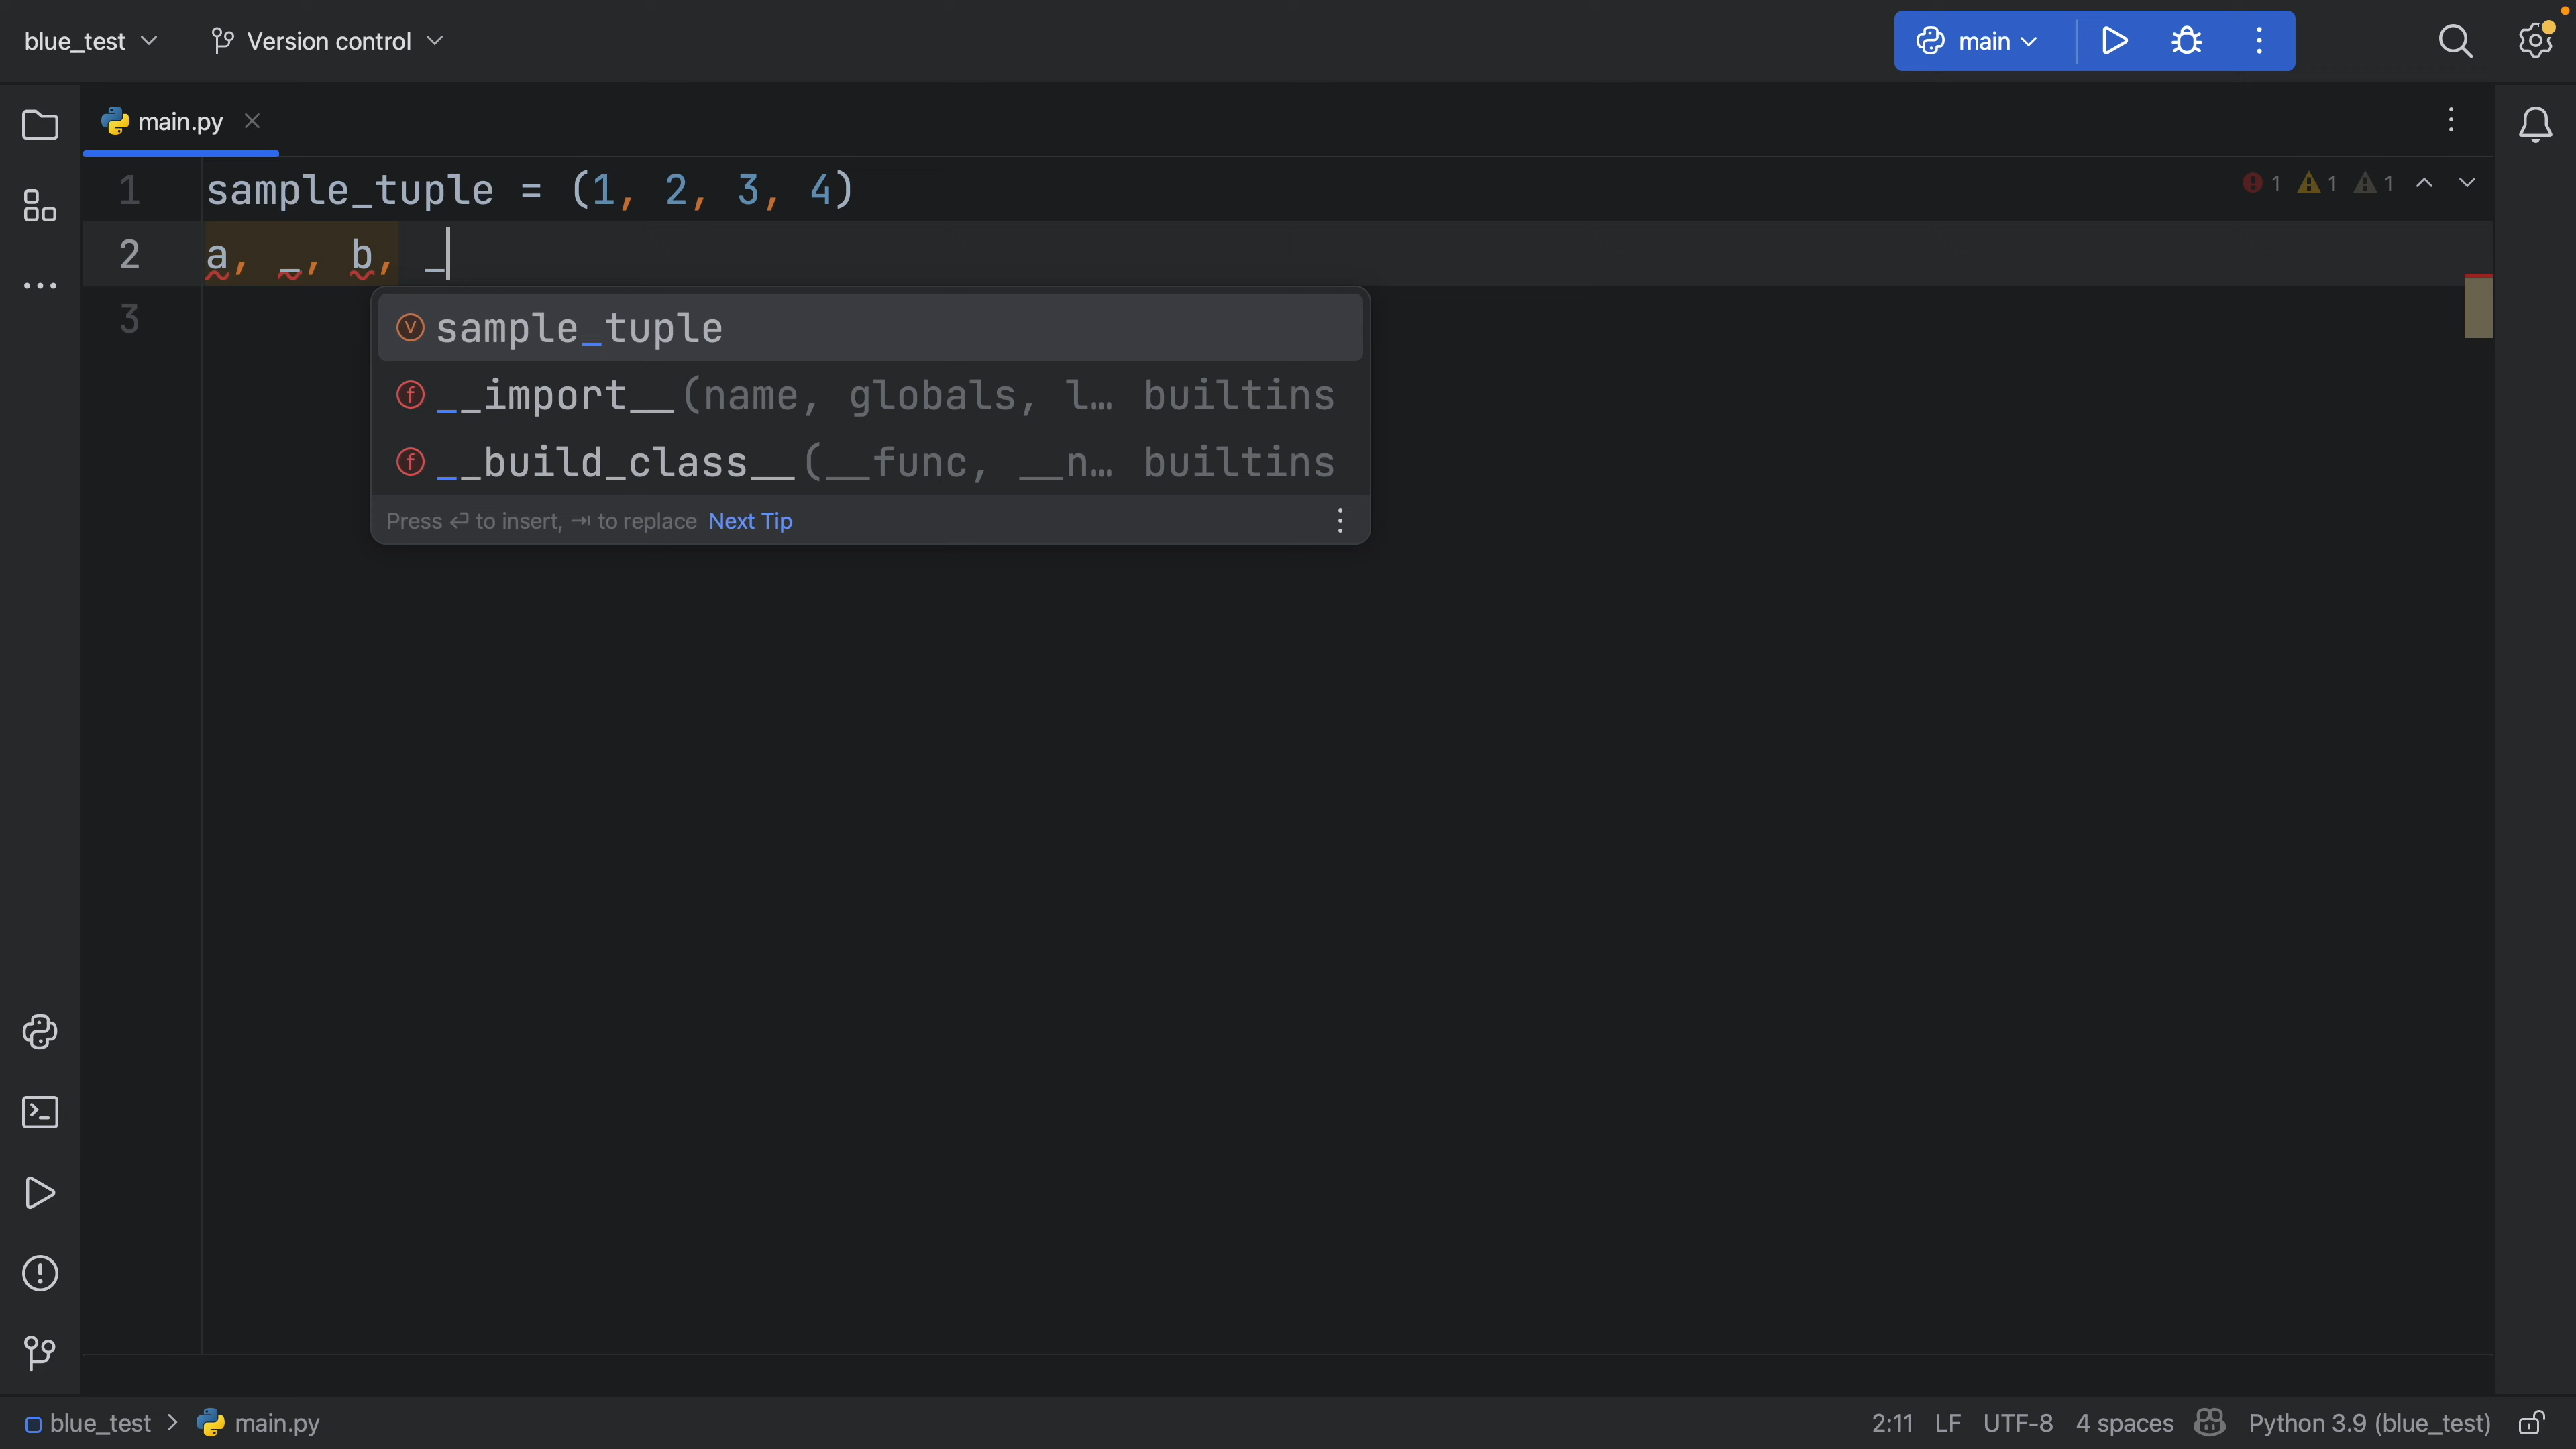 blue_test Version control main
main.py
1 sample_tuple = (1, 2, 3, 4) 1 1 1
2 a, _, b, _
3
sample_tuple
__import__(name, globals, l… builtins
__build_class__(__func, __n… builtins
Press ↩ to insert, ⇥ to replace Next Tip
blue_test > main.py 2:11 LF UTF-8 4 spaces Python 3.9 (blue_test)